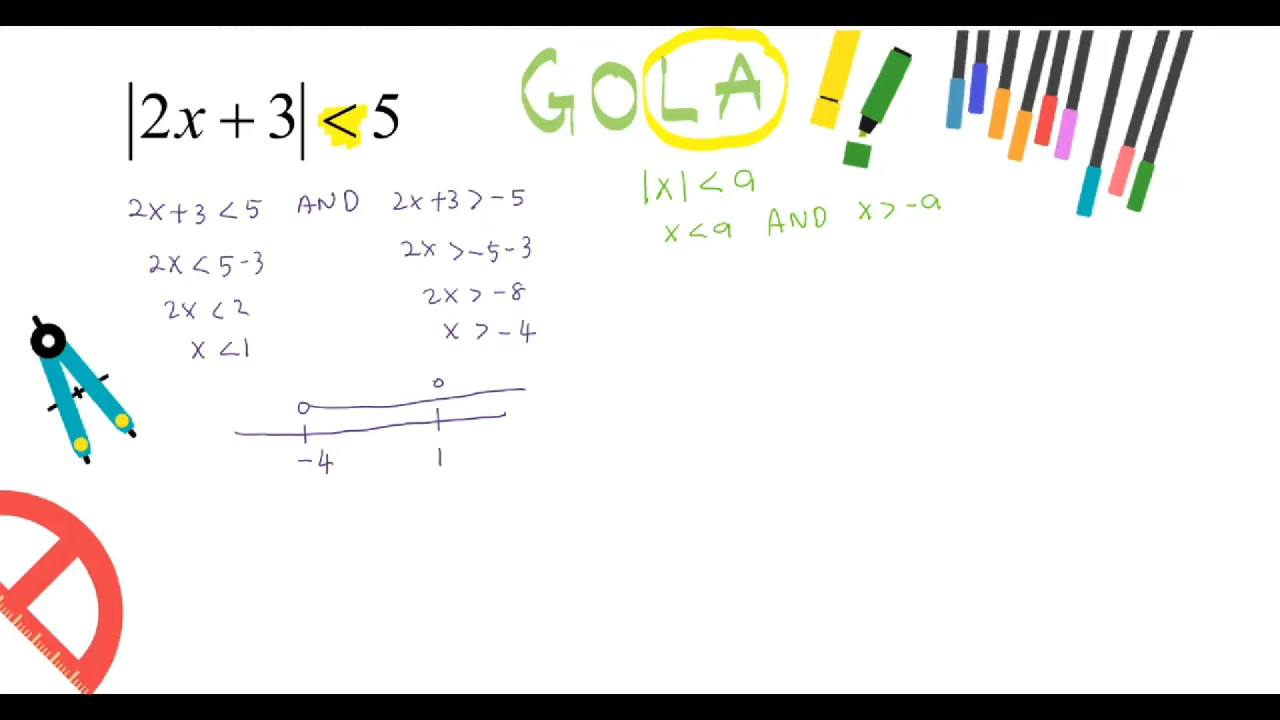 GOLA
|2x + 3| < 5
|x| < a
x < a AND x > -a
2x+3 < 5 AND 2x+3 > -5
2x < 5-3 2x > -5-3
2x < 2 2x > -8
x < 1 x > -4
-4 1